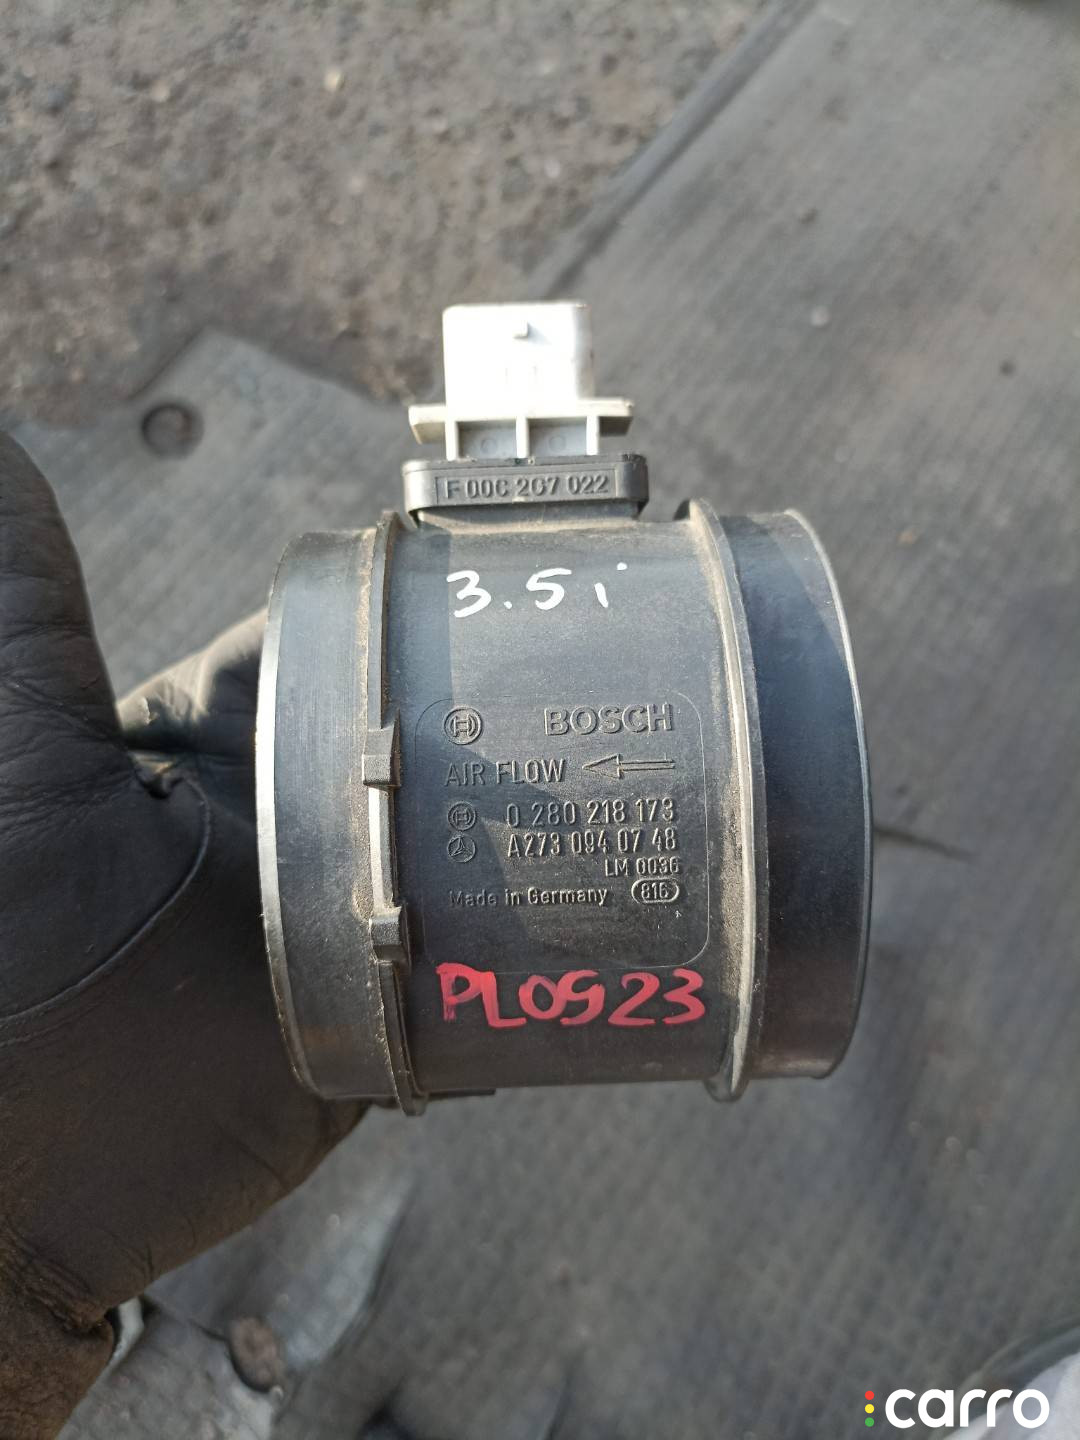 F 00C 2G7 022
3.5i
BOSCH
AIR FLOW
0 280 218 173
A273 094 07 48
LM 0036
Made in Germany 816
PL0923
carro